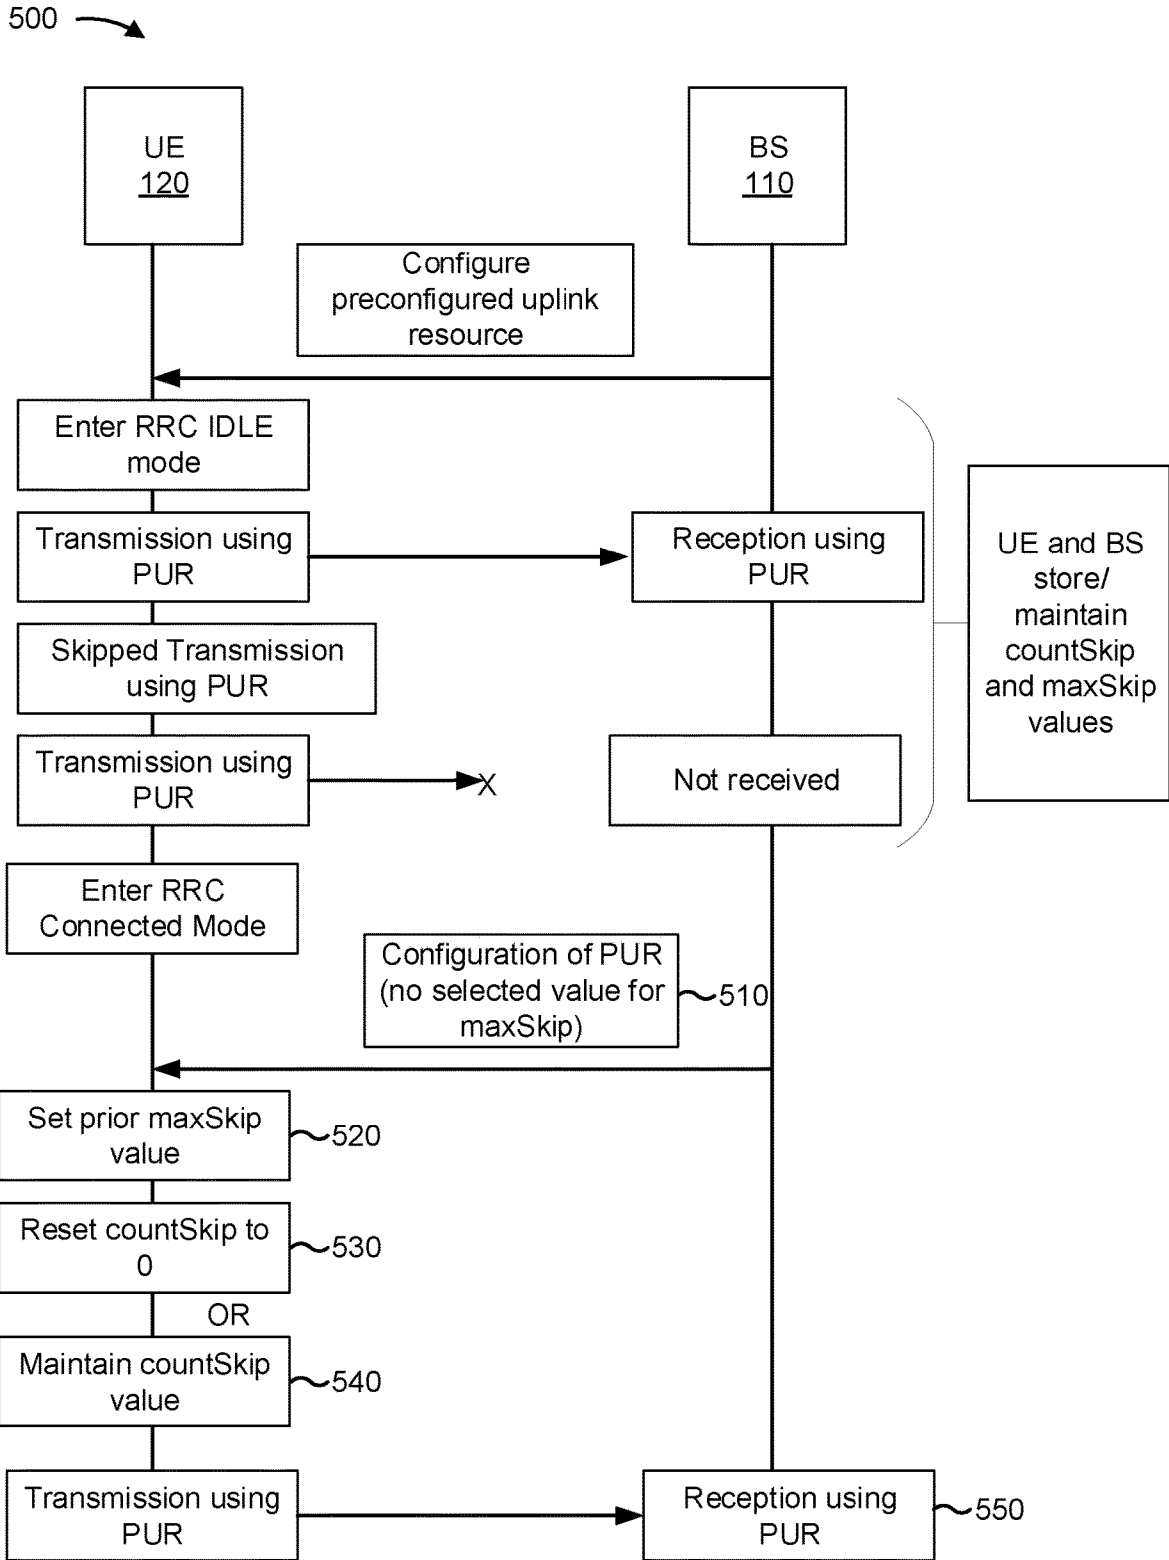 500
UE
120
BS
110
Configure
preconfigured uplink
resource
Enter RRC IDLE
mode
Transmission using
PUR
Reception using
PUR
UE and BS
store/
maintain
countSkip
and maxSkip
values
Skipped Transmission
using PUR
Transmission using
PUR
X
Not received
Enter RRC
Connected Mode
Configuration of PUR
(no selected value for
maxSkip)
510
Set prior maxSkip
value
520
Reset countSkip to
0
530
OR
Maintain countSkip
value
540
Transmission using
PUR
Reception using
PUR
550